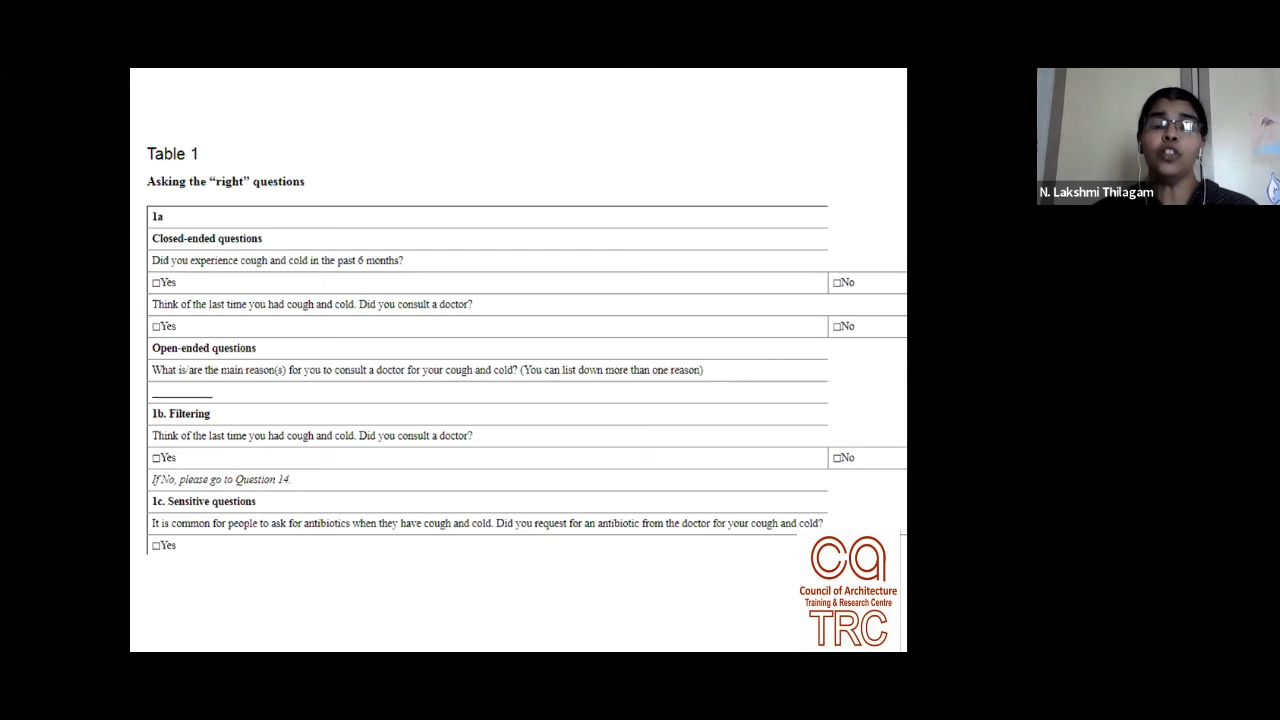 Table 1
Asking the “right” questions
1a
Closed-ended questions
Did you experience cough and cold in the past 6 months?
□Yes □No
Think of the last time you had cough and cold. Did you consult a doctor?
□Yes □No
Open-ended questions
What is/are the main reason(s) for you to consult a doctor for your cough and cold? (You can list down more than one reason)
__________
1b. Filtering
Think of the last time you had cough and cold. Did you consult a doctor?
□Yes □No
If No, please go to Question 14.
1c. Sensitive questions
It is common for people to ask for antibiotics when they have cough and cold. Did you request for an antibiotic from the doctor for your cough and cold?
□Yes
ca
Council of Architecture
Training & Research Centre
TRC
N. Lakshmi Thilagam